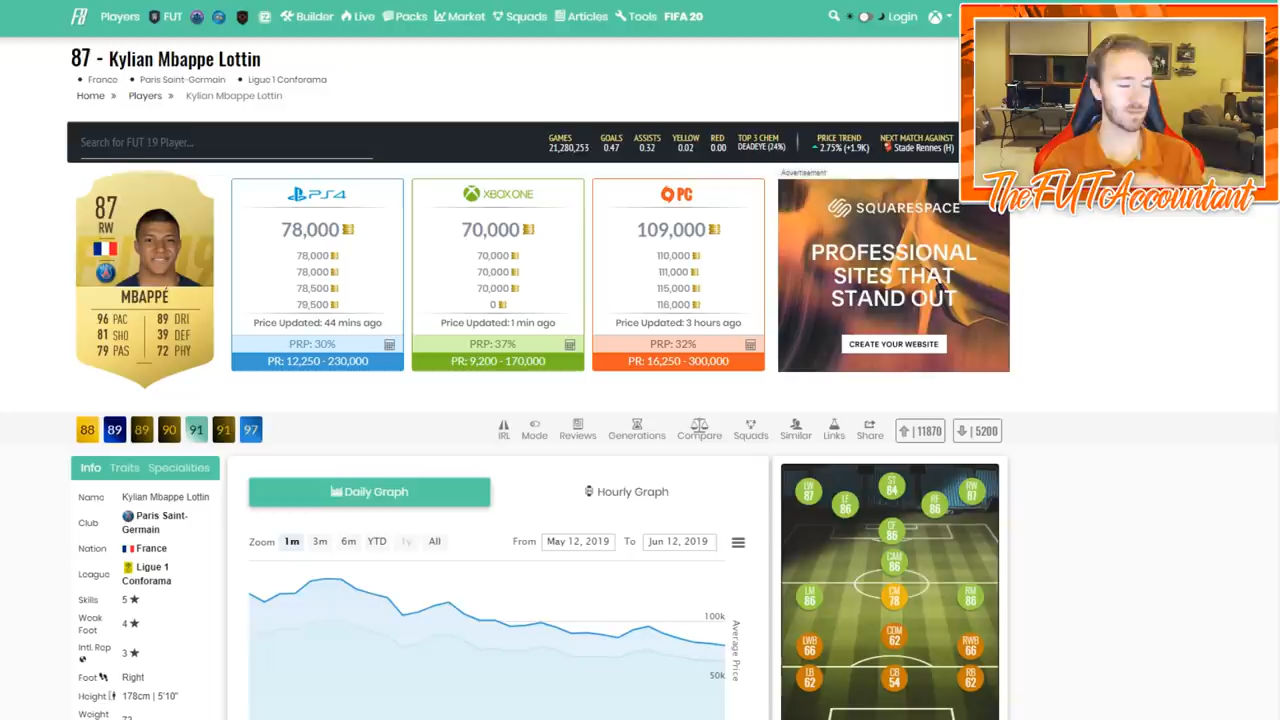 F8 Players FUT Builder Live Packs Market Squads Articles Tools FIFA 20 Login
87 - Kylian Mbappe Lottin
France Paris Saint-Germain Ligue 1 Conforama
Home » Players » Kylian Mbappe Lottin
Search for FUT 19 Player...
GAMES GOALS ASSISTS YELLOW RED TOP 3 CHEM PRICE TREND NEXT MATCH AGAINST
21,280,253 0.47 0.32 0.02 0.00 DEADEYE (24%) 2.75% (+1.9K) Stade Rennes (H)
TheFUTAccountant
Advertisement
87
RW
MBAPPÉ
96 PAC 89 DRI
81 SHO 39 DEF
79 PAS 72 PHY
PS4
78,000
78,000
78,000
78,500
79,500
Price Updated: 44 mins ago
PRP: 30%
PR: 12,250 - 230,000
XBOX ONE
70,000
70,000
70,000
70,000
0
Price Updated: 1 min ago
PRP: 37%
PR: 9,200 - 170,000
PC
109,000
110,000
111,000
115,000
116,000
Price Updated: 3 hours ago
PRP: 32%
PR: 16,250 - 300,000
SQUARESPACE
PROFESSIONAL
SITES THAT
STAND OUT
CREATE YOUR WEBSITE
88 89 89 90 91 91 97
IRL Mode Reviews Generations Compare Squads Similar Links Share | 11870 | 5200
Info Traits Specialities
Name Kylian Mbappe Lottin
Club Paris Saint-
Germain
Nation France
League Ligue 1
Conforama
Skills 5 ★
Weak
Foot 4 ★
Intl. Rep 3 ★
Foot Right
Height 178cm | 5'10"
Weight 73
Daily Graph Hourly Graph
Zoom 1m 3m 6m YTD 1y All From May 12, 2019 To Jun 12, 2019
100k
50k
Average Price
LW 87
LF 86
ST 84
RF 86
RW 87
CF 86
CAM 86
LM 86
CM 78
RM 86
LWB 66
CDM 62
RWB 66
LB 62
CB 54
RB 62